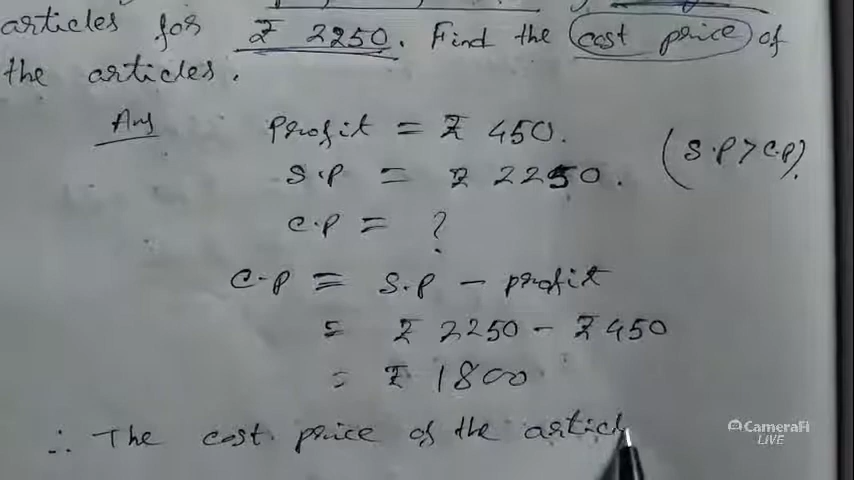 articles for ₹ 2250. Find the cost price of
the articles.
Ans
Profit = ₹ 450.
(S.P > C.P).
S.P = ₹ 2250.
C.P = ?
C.P = S.P - profit
= ₹ 2250 - ₹ 450
= ₹ 1800
∴ The cost price of the articl
CameraFi
LIVE